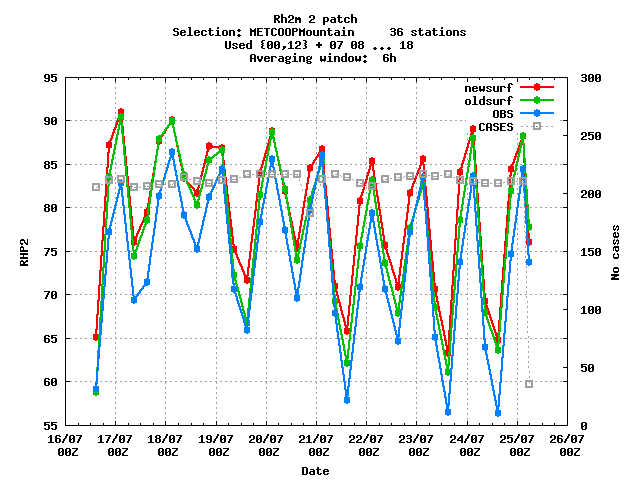 Rh2m 2 patch
Selection: METCOOPMountain 36 stations
Used {00,12} + 07 08 ... 18
Averaging window: 6h
95 300
newsurf
oldsurf
90 OBS 250
CASES
85
80 200
RHP2
75 150
No cases
70
65 100
60 50
55 0
16/07 17/07 18/07 19/07 20/07 21/07 22/07 23/07 24/07 25/07 26/07
00Z 00Z 00Z 00Z 00Z 00Z 00Z 00Z 00Z 00Z 00Z
Date